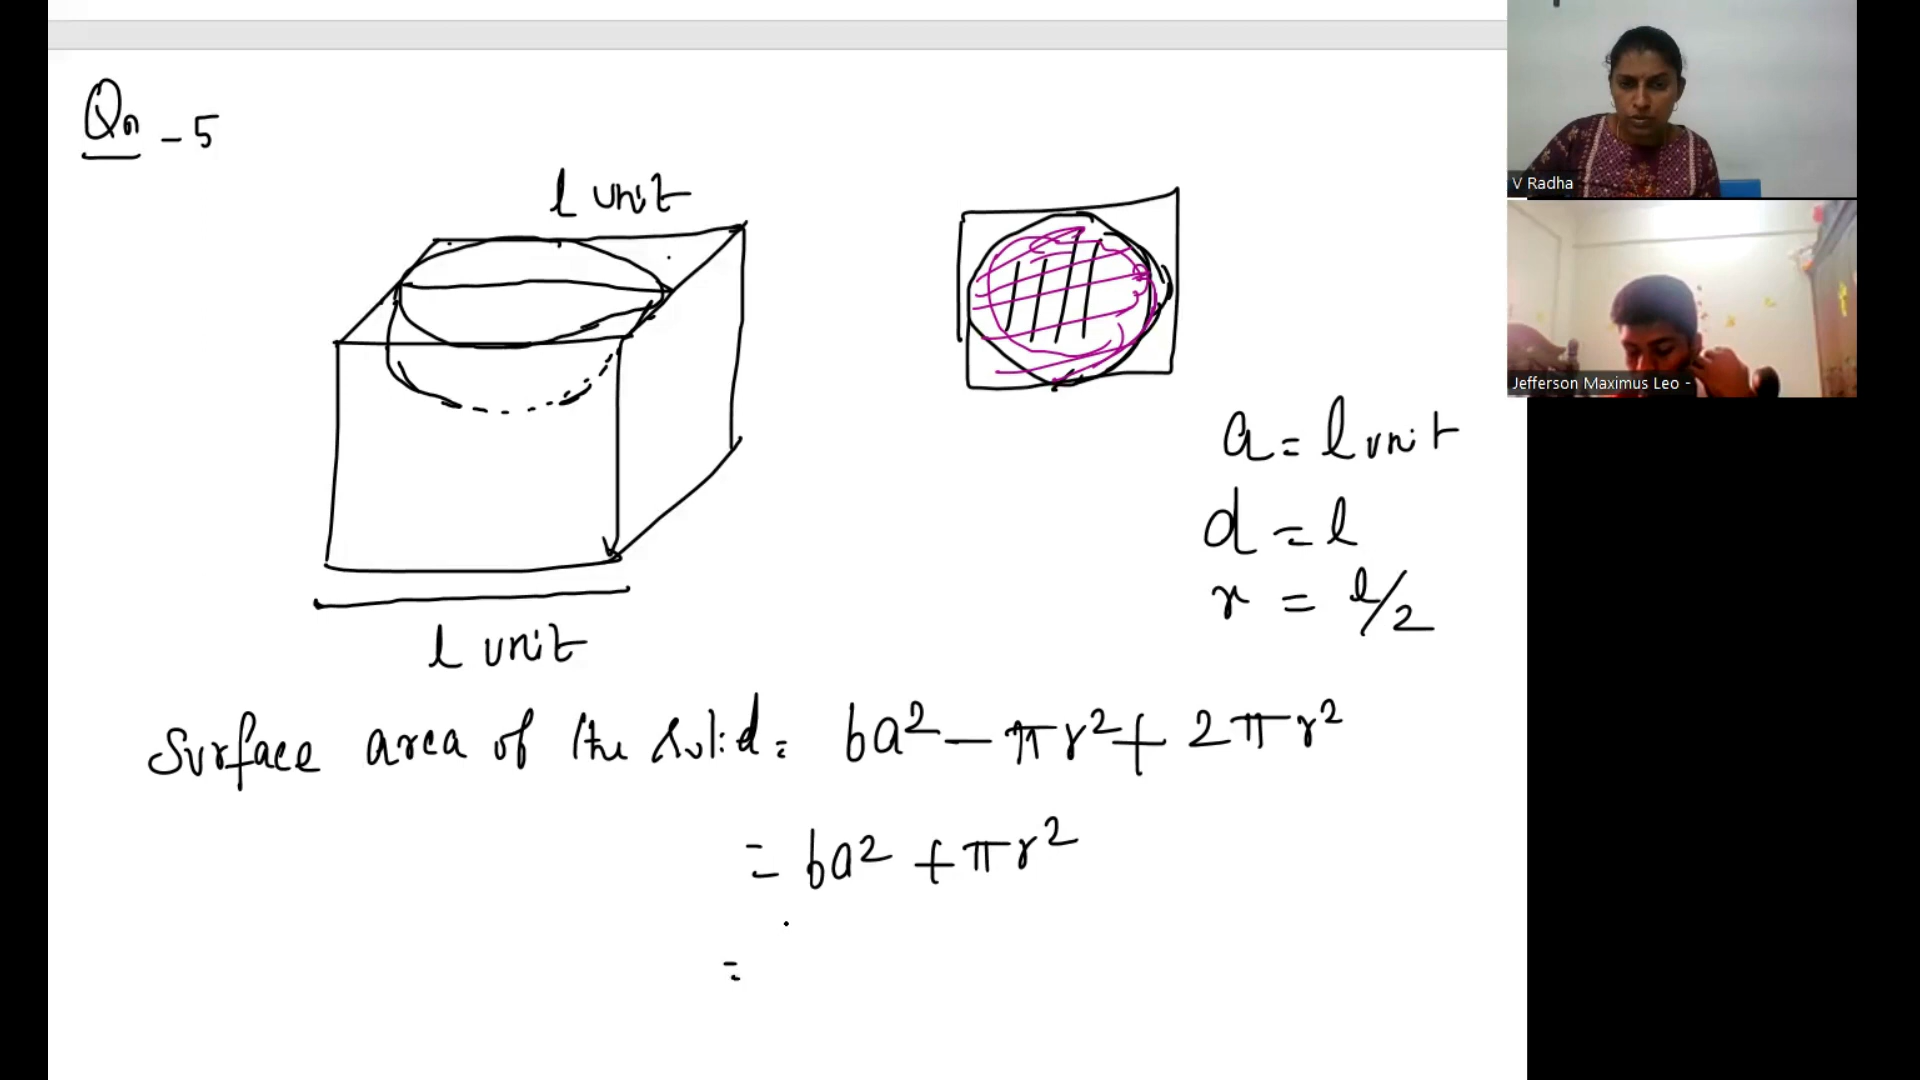 Qn - 5
l unit
a = l unit
d = l
r = l/2
l unit
Surface area of the solid = 6a² - πr² + 2πr²
= 6a² + πr²
=
V Radha
Jefferson Maximus Leo -